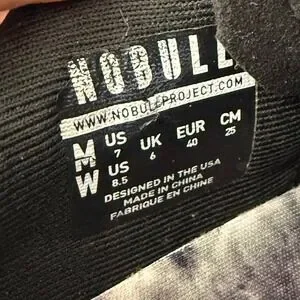 NOBULL
WWW.NOBULLPROJECT.COM
M US 7 UK 6 EUR 40 CM 25
W US 8.5
DESIGNED IN THE USA
MADE IN CHINA
FABRIQUE EN CHINE